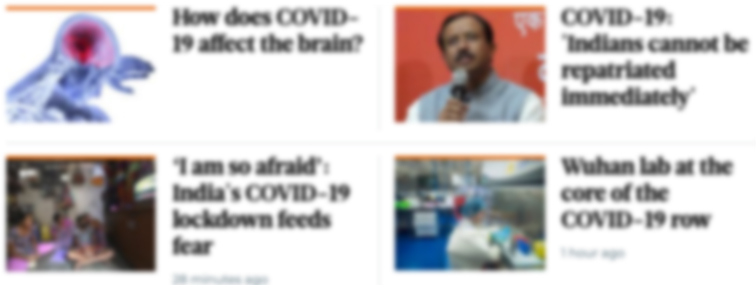 How does COVID-
19 affect the brain?
COVID-19:
'Indians cannot be
repatriated
immediately'
'I am so afraid':
India's COVID-19
lockdown feeds
fear
28 minutes ago
Wuhan lab at the
core of the
COVID-19 row
1 hour ago